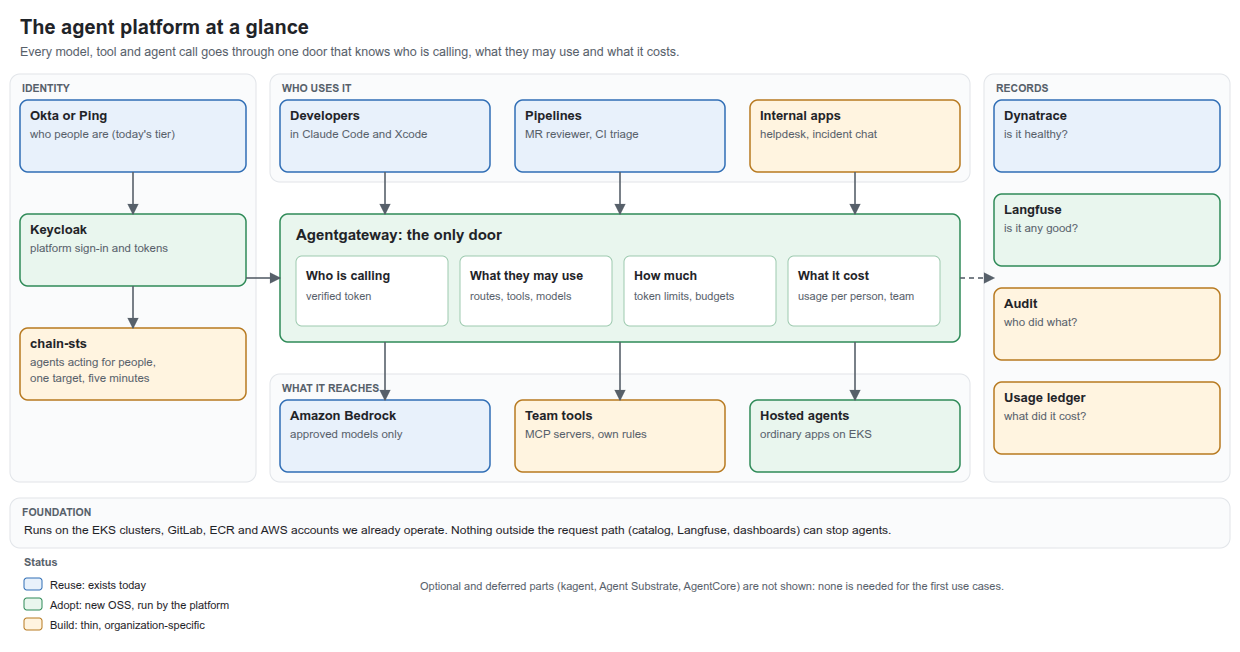 The agent platform at a glance
Every model, tool and agent call goes through one door that knows who is calling, what they may use and what it costs.
IDENTITY
Okta or Ping
who people are (today's tier)
Keycloak
platform sign-in and tokens
chain-sts
agents acting for people,
one target, five minutes
WHO USES IT
Developers
in Claude Code and Xcode
Pipelines
MR reviewer, CI triage
Internal apps
helpdesk, incident chat
Agentgateway: the only door
Who is calling
verified token
What they may use
routes, tools, models
How much
token limits, budgets
What it cost
usage per person, team
WHAT IT REACHES
Amazon Bedrock
approved models only
Team tools
MCP servers, own rules
Hosted agents
ordinary apps on EKS
RECORDS
Dynatrace
is it healthy?
Langfuse
is it any good?
Audit
who did what?
Usage ledger
what did it cost?
FOUNDATION
Runs on the EKS clusters, GitLab, ECR and AWS accounts we already operate. Nothing outside the request path (catalog, Langfuse, dashboards) can stop agents.
Status
Reuse: exists today
Adopt: new OSS, run by the platform
Build: thin, organization-specific
Optional and deferred parts (kagent, Agent Substrate, AgentCore) are not shown: none is needed for the first use cases.